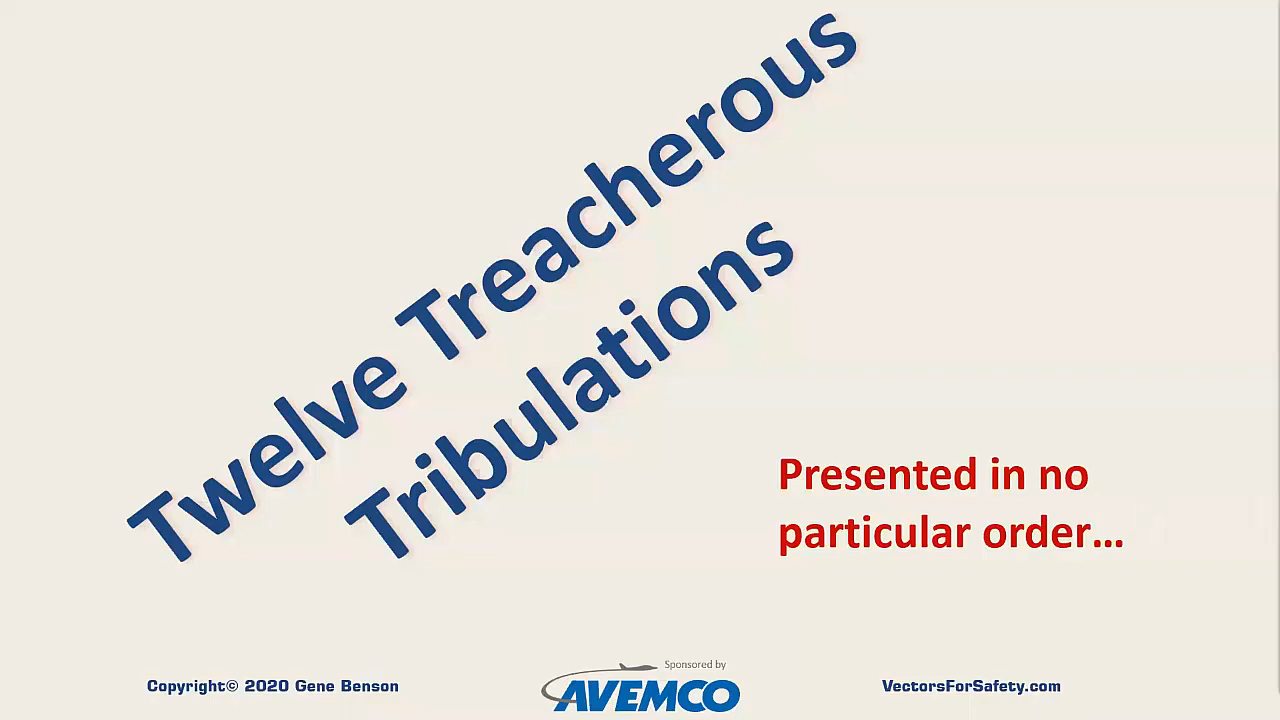 Twelve Treacherous
Tribulations
Presented in no
particular order...
Copyright© 2020 Gene Benson
Sponsored by
AVEMCO
VectorsForSafety.com